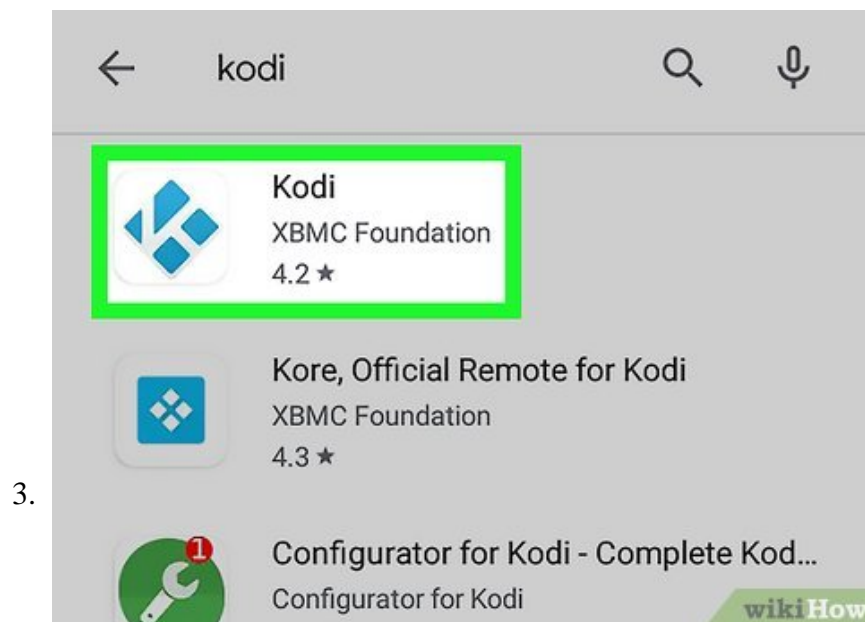 kodi
Kodi
XBMC Foundation
4.2 ★
Kore, Official Remote for Kodi
XBMC Foundation
4.3 ★
3.
1
Configurator for Kodi - Complete Kod...
Configurator for Kodi
wikiHow